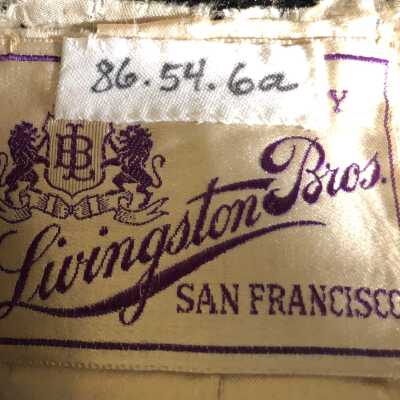 86.54.6a
Y
LB
Livingston Bros.
SAN FRANCISCO